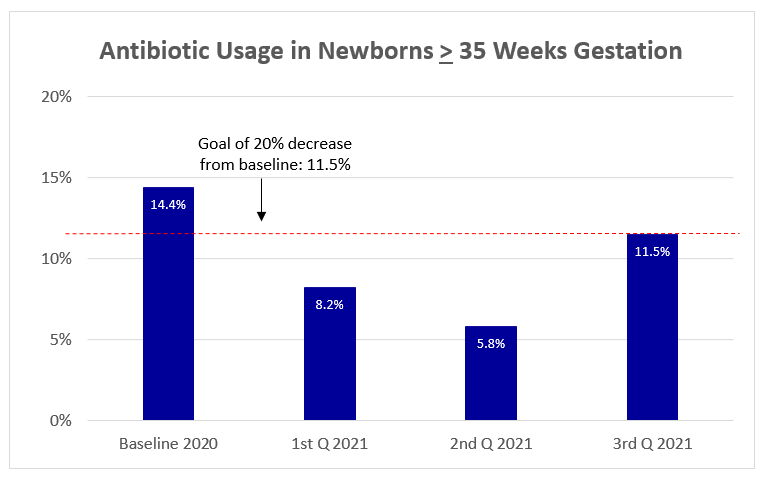 Antibiotic Usage in Newborns > 35 Weeks Gestation
20%
Goal of 20% decrease
from baseline: 11.5%
15%
14.4%
10%
11.5%
8.2%
5.8%
5%
0%
Baseline 2020
1st Q 2021
2nd Q 2021
3rd Q 2021